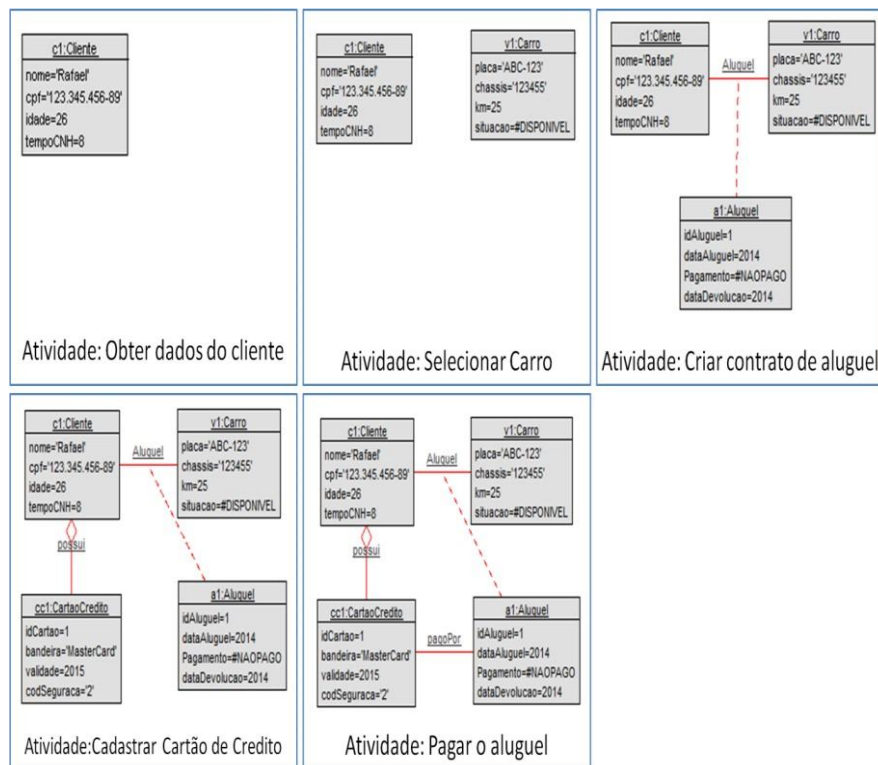 c1:Cliente
nome='Rafael'
cpf='123.345.456-89'
idade=26
tempoCNH=8
Atividade: Obter dados do cliente
c1:Cliente
nome='Rafael'
cpf='123.345.456-89'
idade=26
tempoCNH=8
v1:Carro
placa='ABC-123'
chassis='123455'
km=25
situacao=#DISPONIVEL
Atividade: Selecionar Carro
c1:Cliente
nome='Rafael'
cpf='123.345.456-89'
idade=26
tempoCNH=8
Aluguel
v1:Carro
placa='ABC-123'
chassis='123455'
km=25
situacao=#DISPONIVEL
a1:Aluguel
idAluguel=1
dataAluguel=2014
Pagamento=#NAOPAGO
dataDevolucao=2014
Atividade: Criar contrato de aluguel
c1:Cliente
nome='Rafael'
cpf='123.345.456-89'
idade=26
tempoCNH=8
Aluguel
v1:Carro
placa='ABC-123'
chassis='123455'
km=25
situacao=#DISPONIVEL
possui
cc1:CartaoCredito
idCartao=1
bandeira='MasterCard'
validade=2015
codSeguraca='2'
a1:Aluguel
idAluguel=1
dataAluguel=2014
Pagamento=#NAOPAGO
dataDevolucao=2014
Atividade:Cadastrar Cartão de Credito
c1:Cliente
nome='Rafael'
cpf='123.345.456-89'
idade=26
tempoCNH=8
Aluguel
v1:Carro
placa='ABC-123'
chassis='123455'
km=25
situacao=#DISPONIVEL
possui
cc1:CartaoCredito
idCartao=1
bandeira='MasterCard'
validade=2015
codSeguraca='2'
pagoPor
a1:Aluguel
idAluguel=1
dataAluguel=2014
Pagamento=#NAOPAGO
dataDevolucao=2014
Atividade: Pagar o aluguel